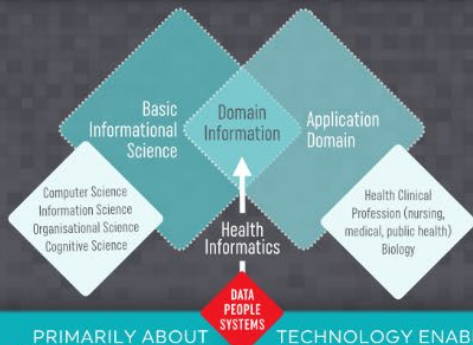 Basic
Informational
Science
Domain
Information
Application
Domain
Computer Science
Information Science
Organisational Science
Cognitive Science
Health Clinical
Profession (nursing,
medical, public health)
Biology
Health
Informatics
DATA
PEOPLE
SYSTEMS
PRIMARILY ABOUT TECHNOLOGY ENAB